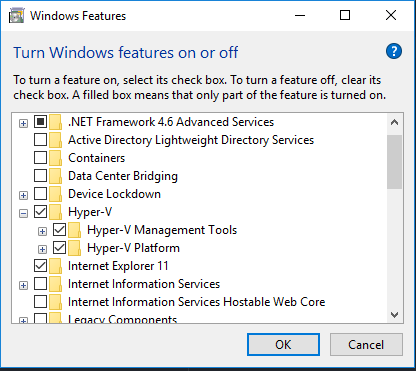 Windows Features
Turn Windows features on or off
To turn a feature on, select its check box. To turn a feature off, clear its
check box. A filled box means that only part of the feature is turned on.
.NET Framework 4.6 Advanced Services
Active Directory Lightweight Directory Services
Containers
Data Center Bridging
Device Lockdown
Hyper-V
Hyper-V Management Tools
Hyper-V Platform
Internet Explorer 11
Internet Information Services
Internet Information Services Hostable Web Core
Legacy Components
OK
Cancel